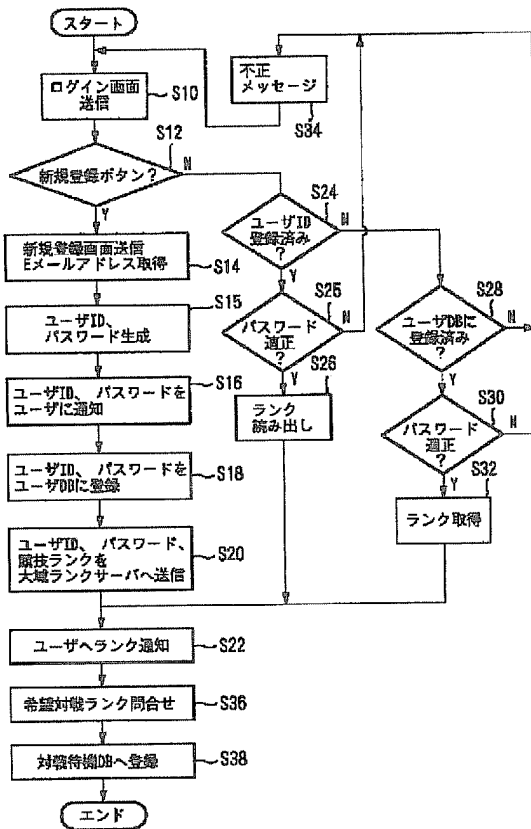 スタート
ログイン画面
送信
S10
不正
メッセージ
S34
S12
新規登録ボタン？
N
Y
S24
ユーザID
登録済み
？
N
Y
新規登録画面送信
Eメールアドレス取得
S14
S15
ユーザID、
パスワード生成
S25
パスワード
適正
？
N
Y
S28
ユーザDBに
登録済み
？
N
Y
S26
ランク
読み出し
ユーザID、パスワードを
ユーザに通知
S16
S30
パスワード
適正
？
N
Y
ユーザID、パスワードを
ユーザDBに登録
S18
S32
ランク取得
ユーザID、パスワード、
競技ランクを
大域ランクサーバへ送信
S20
ユーザへランク通知
S22
希望対戦ランク問合せ
S36
対戦待機DBへ登録
S38
エンド